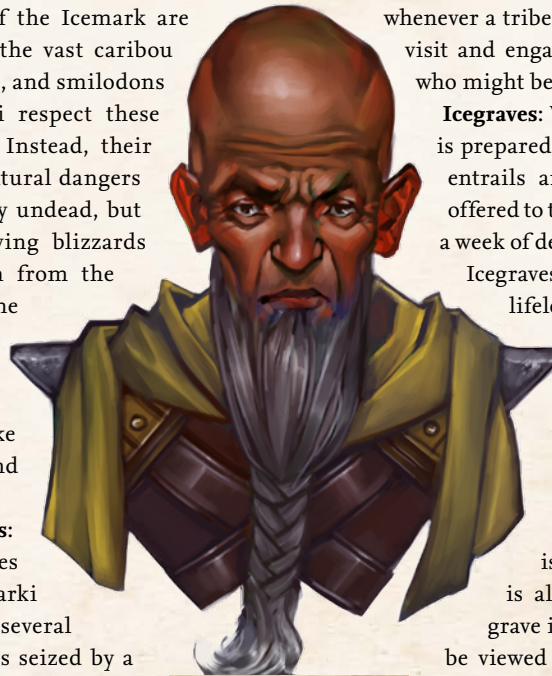 f the Icemark are
the vast caribou
, and smilodons
i respect these
Instead, their
tural dangers
y undead, but
ving blizzards
n from the
ne
ke
nd
s:
es
arki
several
s seized by a
whenever a tribe
visit and enga
who might be
Icegraves:
is prepared
entrails a
offered to t
a week of de
Icegraves
lifel
is
is al
grave i
be viewed